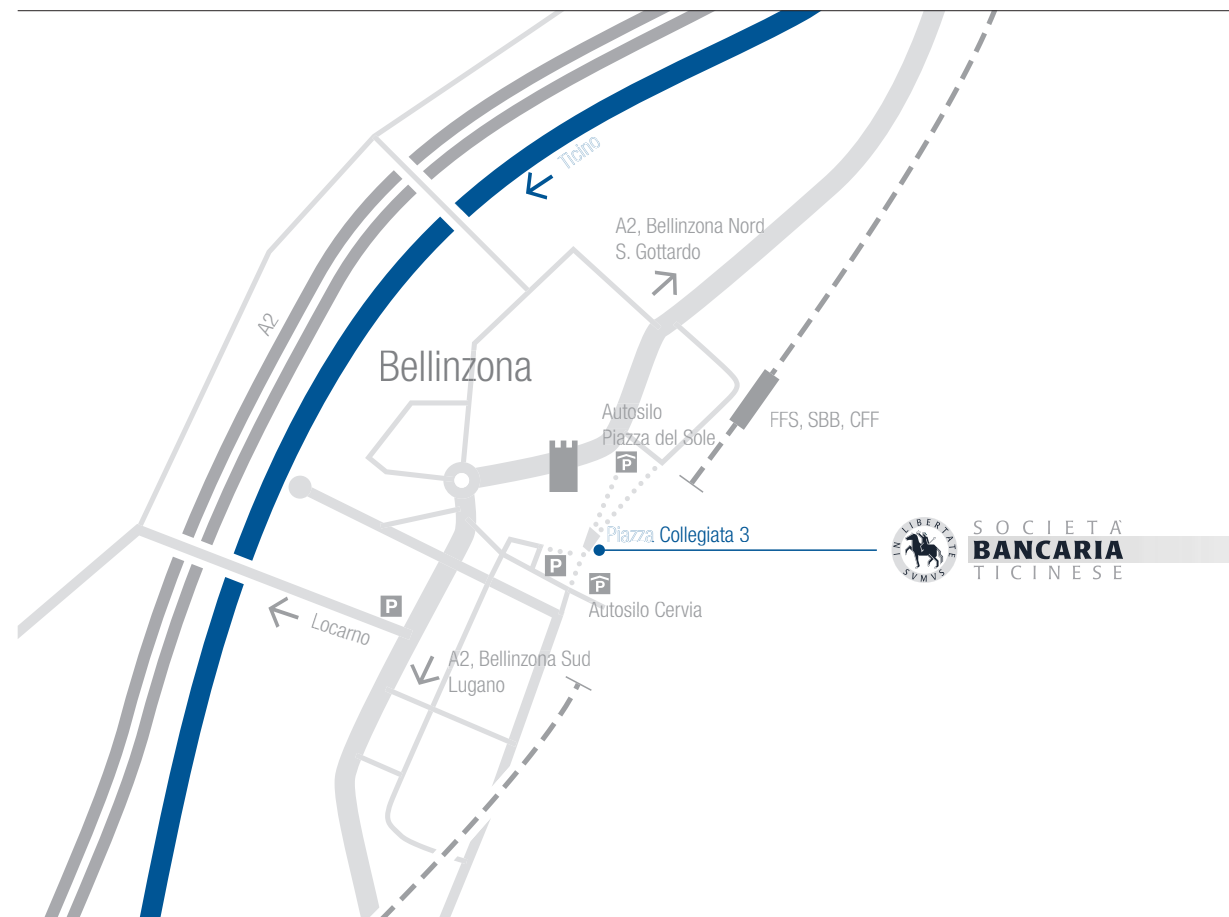 Ticino
A2, Bellinzona Nord
S. Gottardo
A2
Bellinzona
Autosilo
Piazza del Sole
P
FFS, SBB, CFF
Piazza Collegiata 3
IN LIBERTATE
SVMVS
SOCIETÀ
BANCARIA
TICINESE
P
P
Autosilo Cervia
P
Locarno
A2, Bellinzona Sud
Lugano